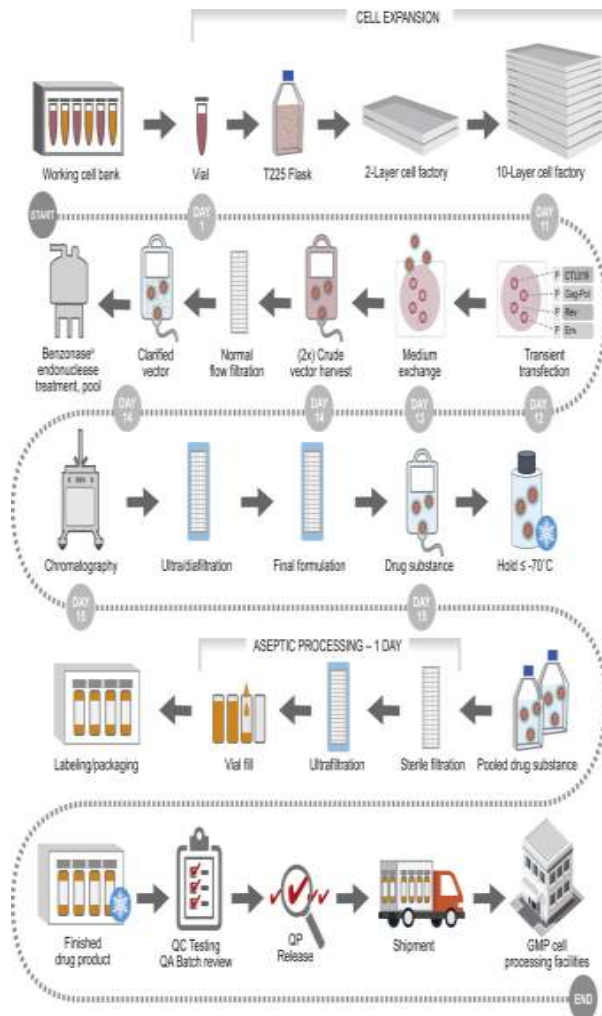 CELL EXPANSION
Working cell bank
Vial
T225 Flask
2-Layer cell factory
10-Layer cell factory
START
DAY
1
DAY
11
P CTL019
P Gag-Pol
P Rev
P Env
Benzonase®
endonuclease
treatment, pool
Clarified
vector
Normal
flow filtration
(2x) Crude
vector harvest
Medium
exchange
Transient
transfection
DAY
14
DAY
14
DAY
13
DAY
12
Chromatography
Ultra/diafiltration
Final formulation
Drug substance
Hold ≤ -70˚C
DAY
15
DAY
15
ASEPTIC PROCESSING – 1 DAY
Labeling/packaging
Vial fill
Ultrafiltration
Sterile filtration
Pooled drug substance
Finished
drug product
QC Testing
QA Batch review
QP
Release
Shipment
GMP cell
processing facilities
END